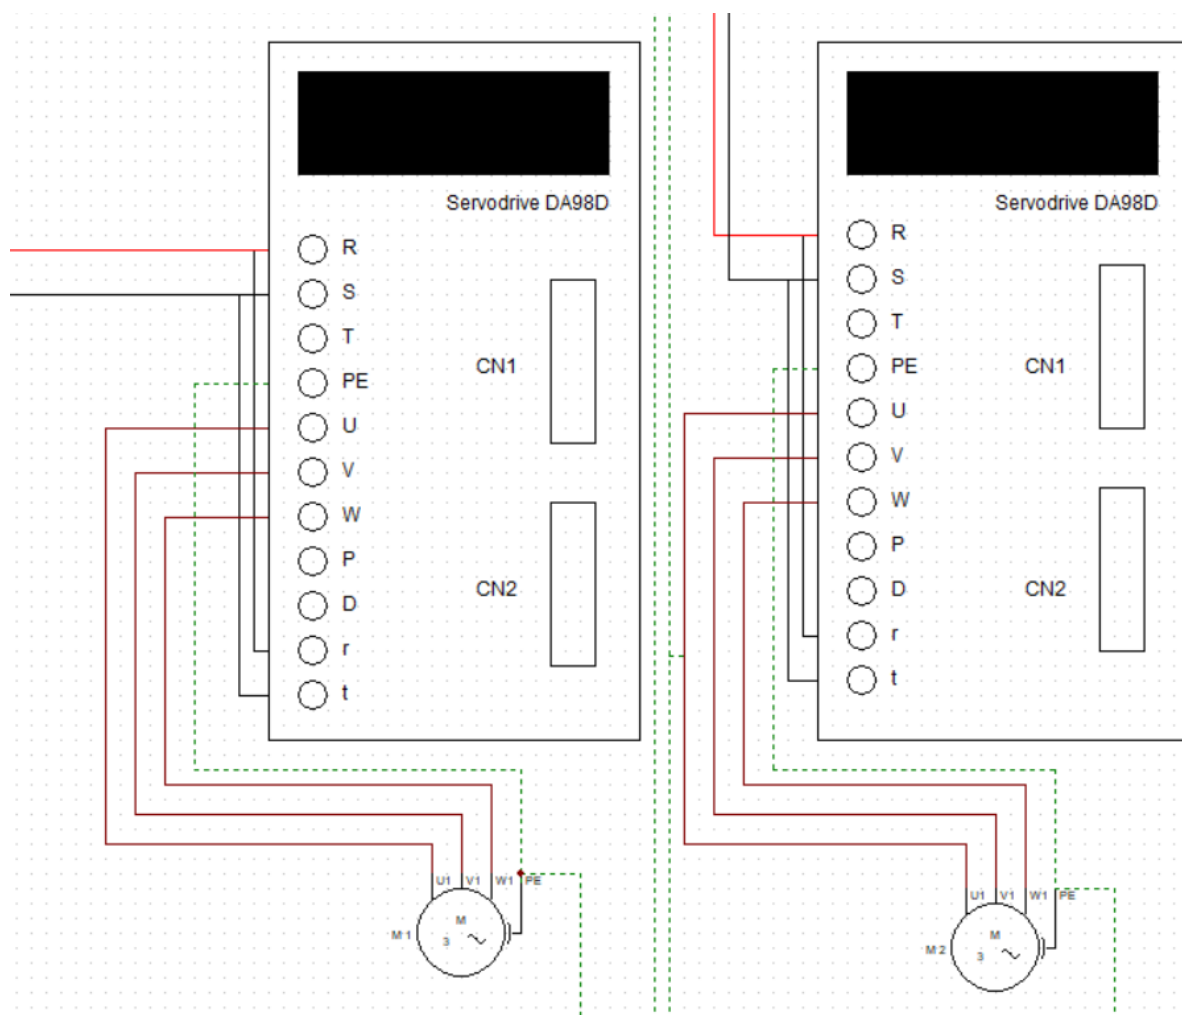 Servodrive DA98D
R
S
T
PE
U
V
W
P
D
r
t
CN1
CN2
U1 V1 W1 PE
M 1
M
3
Servodrive DA98D
R
S
T
PE
U
V
W
P
D
r
t
CN1
CN2
U1 V1 W1 PE
M 2
M
3